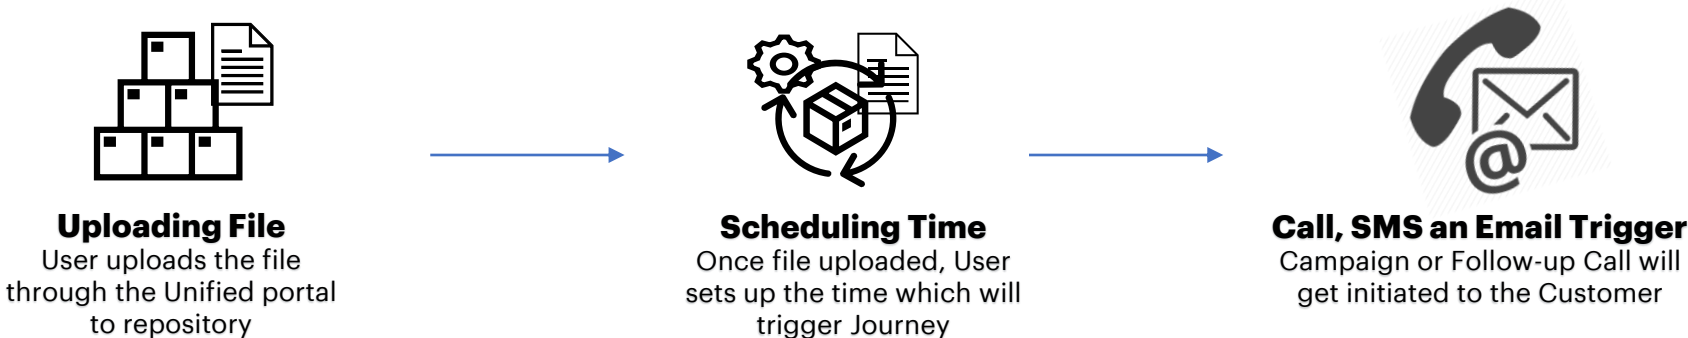 Uploading File
User uploads the file
through the Unified portal
to repository
Scheduling Time
Once file uploaded, User
sets up the time which will
trigger Journey
Call, SMS an Email Trigger
Campaign or Follow-up Call will
get initiated to the Customer